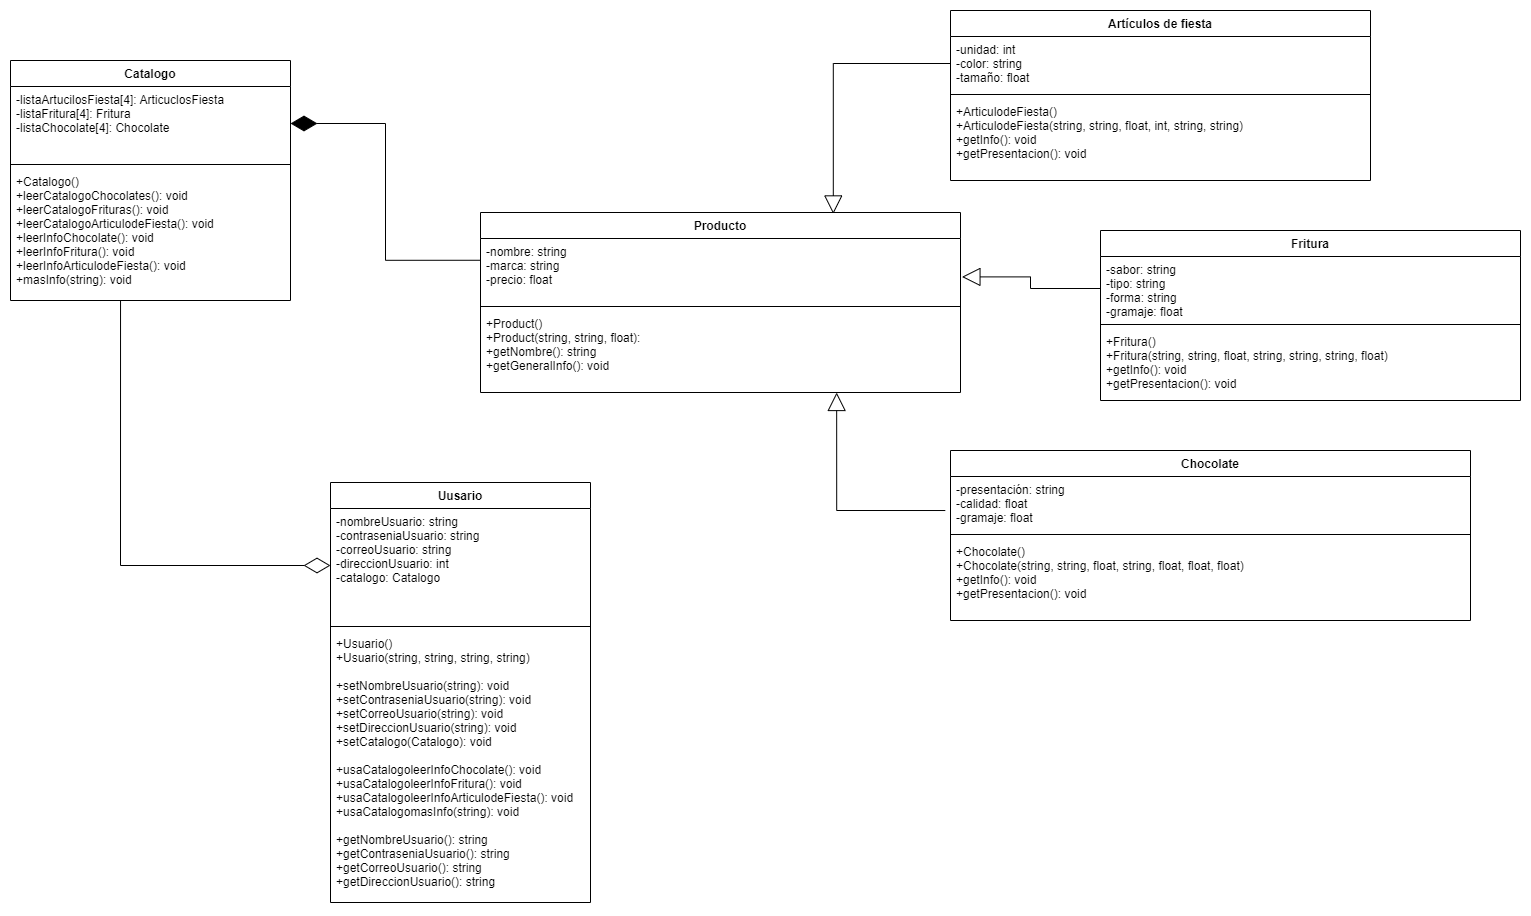 Catalogo
-listaArtucilosFiesta[4]: ArticuclosFiesta
-listaFritura[4]: Fritura
-listaChocolate[4]: Chocolate
+Catalogo()
+leerCatalogoChocolates(): void
+leerCatalogoFrituras(): void
+leerCatalogoArticulodeFiesta(): void
+leerInfoChocolate(): void
+leerInfoFritura(): void
+leerInfoArticulodeFiesta(): void
+masInfo(string): void
Artículos de fiesta
-unidad: int
-color: string
-tamaño: float
+ArticulodeFiesta()
+ArticulodeFiesta(string, string, float, int, string, string)
+getInfo(): void
+getPresentacion(): void
Producto
-nombre: string
-marca: string
-precio: float
+Product()
+Product(string, string, float):
+getNombre(): string
+getGeneralInfo(): void
Fritura
-sabor: string
-tipo: string
-forma: string
-gramaje: float
+Fritura()
+Fritura(string, string, float, string, string, string, float)
+getInfo(): void
+getPresentacion(): void
Chocolate
-presentación: string
-calidad: float
-gramaje: float
+Chocolate()
+Chocolate(string, string, float, string, float, float, float)
+getInfo(): void
+getPresentacion(): void
Uusario
-nombreUsuario: string
-contraseniaUsuario: string
-correoUsuario: string
-direccionUsuario: int
-catalogo: Catalogo
+Usuario()
+Usuario(string, string, string, string)
+setNombreUsuario(string): void
+setContraseniaUsuario(string): void
+setCorreoUsuario(string): void
+setDireccionUsuario(string): void
+setCatalogo(Catalogo): void
+usaCatalogoleerInfoChocolate(): void
+usaCatalogoleerInfoFritura(): void
+usaCatalogoleerInfoArticulodeFiesta(): void
+usaCatalogomasInfo(string): void
+getNombreUsuario(): string
+getContraseniaUsuario(): string
+getCorreoUsuario(): string
+getDireccionUsuario(): string